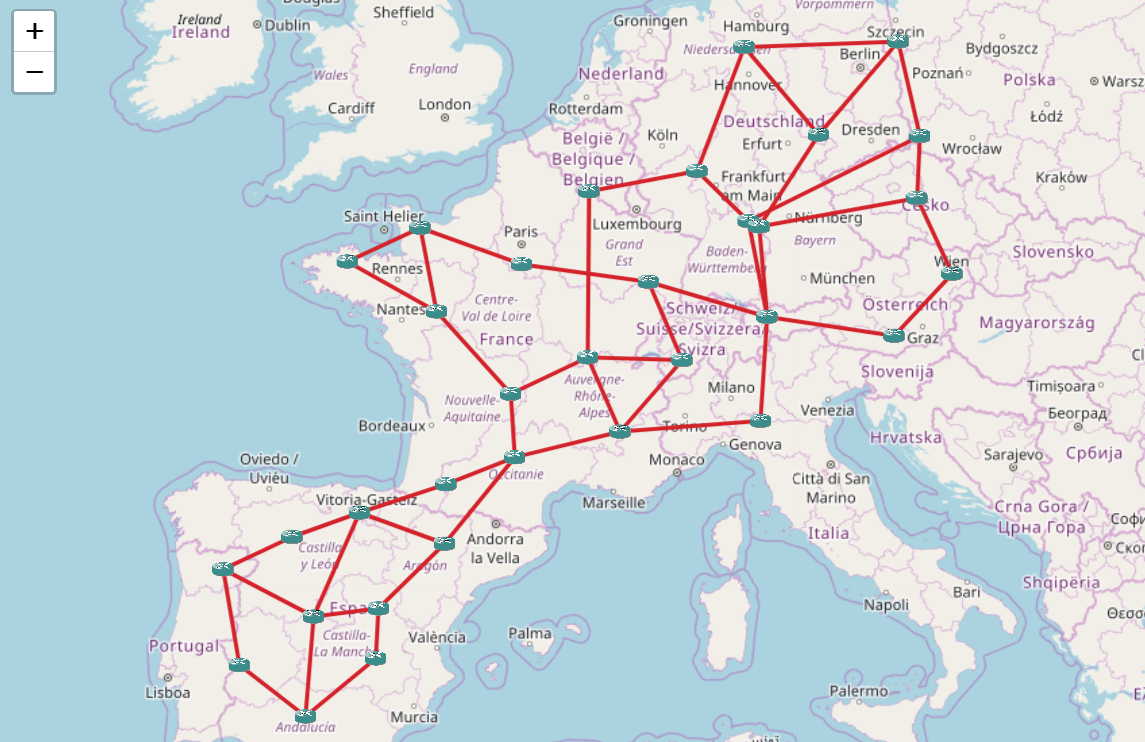 +
−
Ireland
Ireland
Dublin
Sheffield
Wales
England
Cardiff
London
Groningen
Hamburg
Vorpommern
Szczecin
Bydgoszcz
Berlin
Nederland
Hannover
Poznań
Polska
Rotterdam
Deutschland
Dresden
Łódź
België /
Belgique /
Belgien
Köln
Erfurt
Wrocław
Frankfurt
am Main
Kraków
Saint Helier
Luxembourg
Nürnberg
Česko
Paris
Grand
Est
Baden-
Württemberg
Bayern
Slovensko
Rennes
Wien
München
Centre-
Val de Loire
Nantes
Schweiz/
Suisse/Svizzera/
Svizra
Österreich
Magyarország
France
Graz
Auvergne-
Rhône-
Alpes
Milano
Slovenija
Timișoara
Nouvelle-
Aquitaine
Venezia
Београд
Bordeaux
Torino
Genova
Hrvatska
Sarajevo
Србија
Oviedo /
Uviéu
Occitanie
Monaco
Città di San
Marino
Vitoria-Gasteiz
Marseille
Crna Gora /
Црна Гора
Andorra
la Vella
Italia
Castilla
y León
Aragón
Shqipëria
Bari
Napoli
España
Castilla-
La Mancha
València
Palma
Portugal
Lisboa
Palermo
Murcia
Andalucía